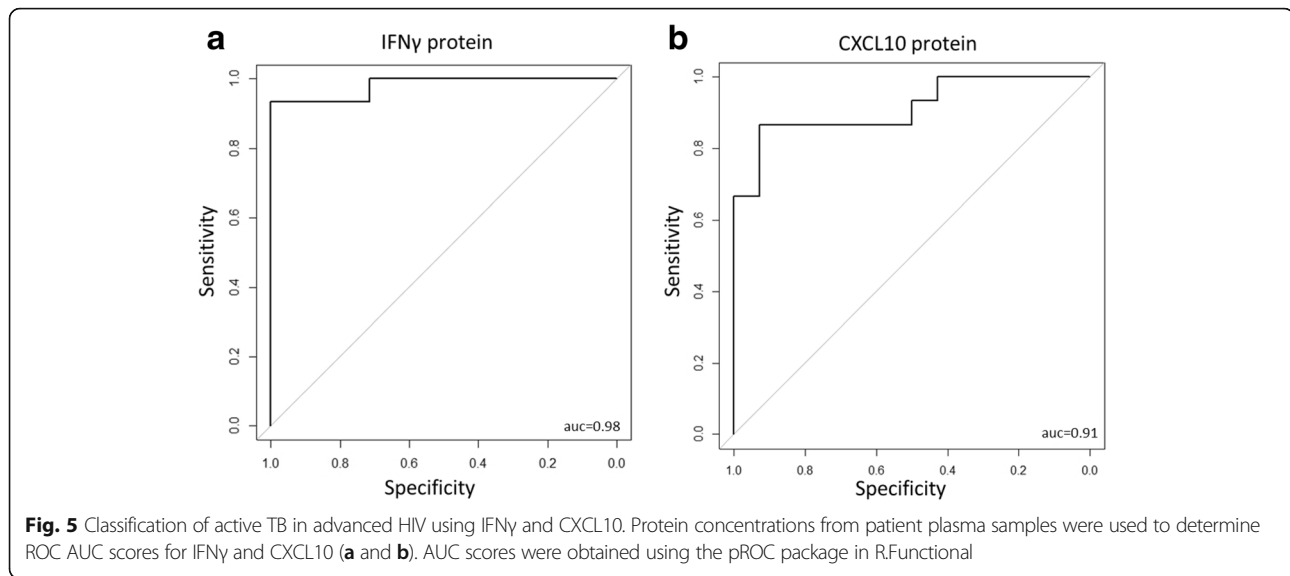 a
IFNγ protein
Sensitivity
1.0
0.8
0.6
0.4
0.2
0.0
auc=0.98
1.0 0.8 0.6 0.4 0.2 0.0
Specificity
b
CXCL10 protein
Sensitivity
1.0
0.8
0.6
0.4
0.2
0.0
auc=0.91
1.0 0.8 0.6 0.4 0.2 0.0
Specificity
Fig. 5 Classification of active TB in advanced HIV using IFNγ and CXCL10. Protein concentrations from patient plasma samples were used to determine
ROC AUC scores for IFNγ and CXCL10 (a and b). AUC scores were obtained using the pROC package in R.Functional